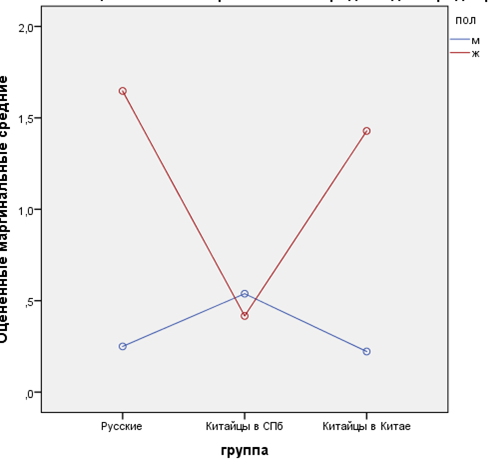 пол
м
ж
2,0
1,5
1,0
,5
,0
Оцененные маргинальные средние
Русские
Китайцы в СПб
Китайцы в Китае
группа